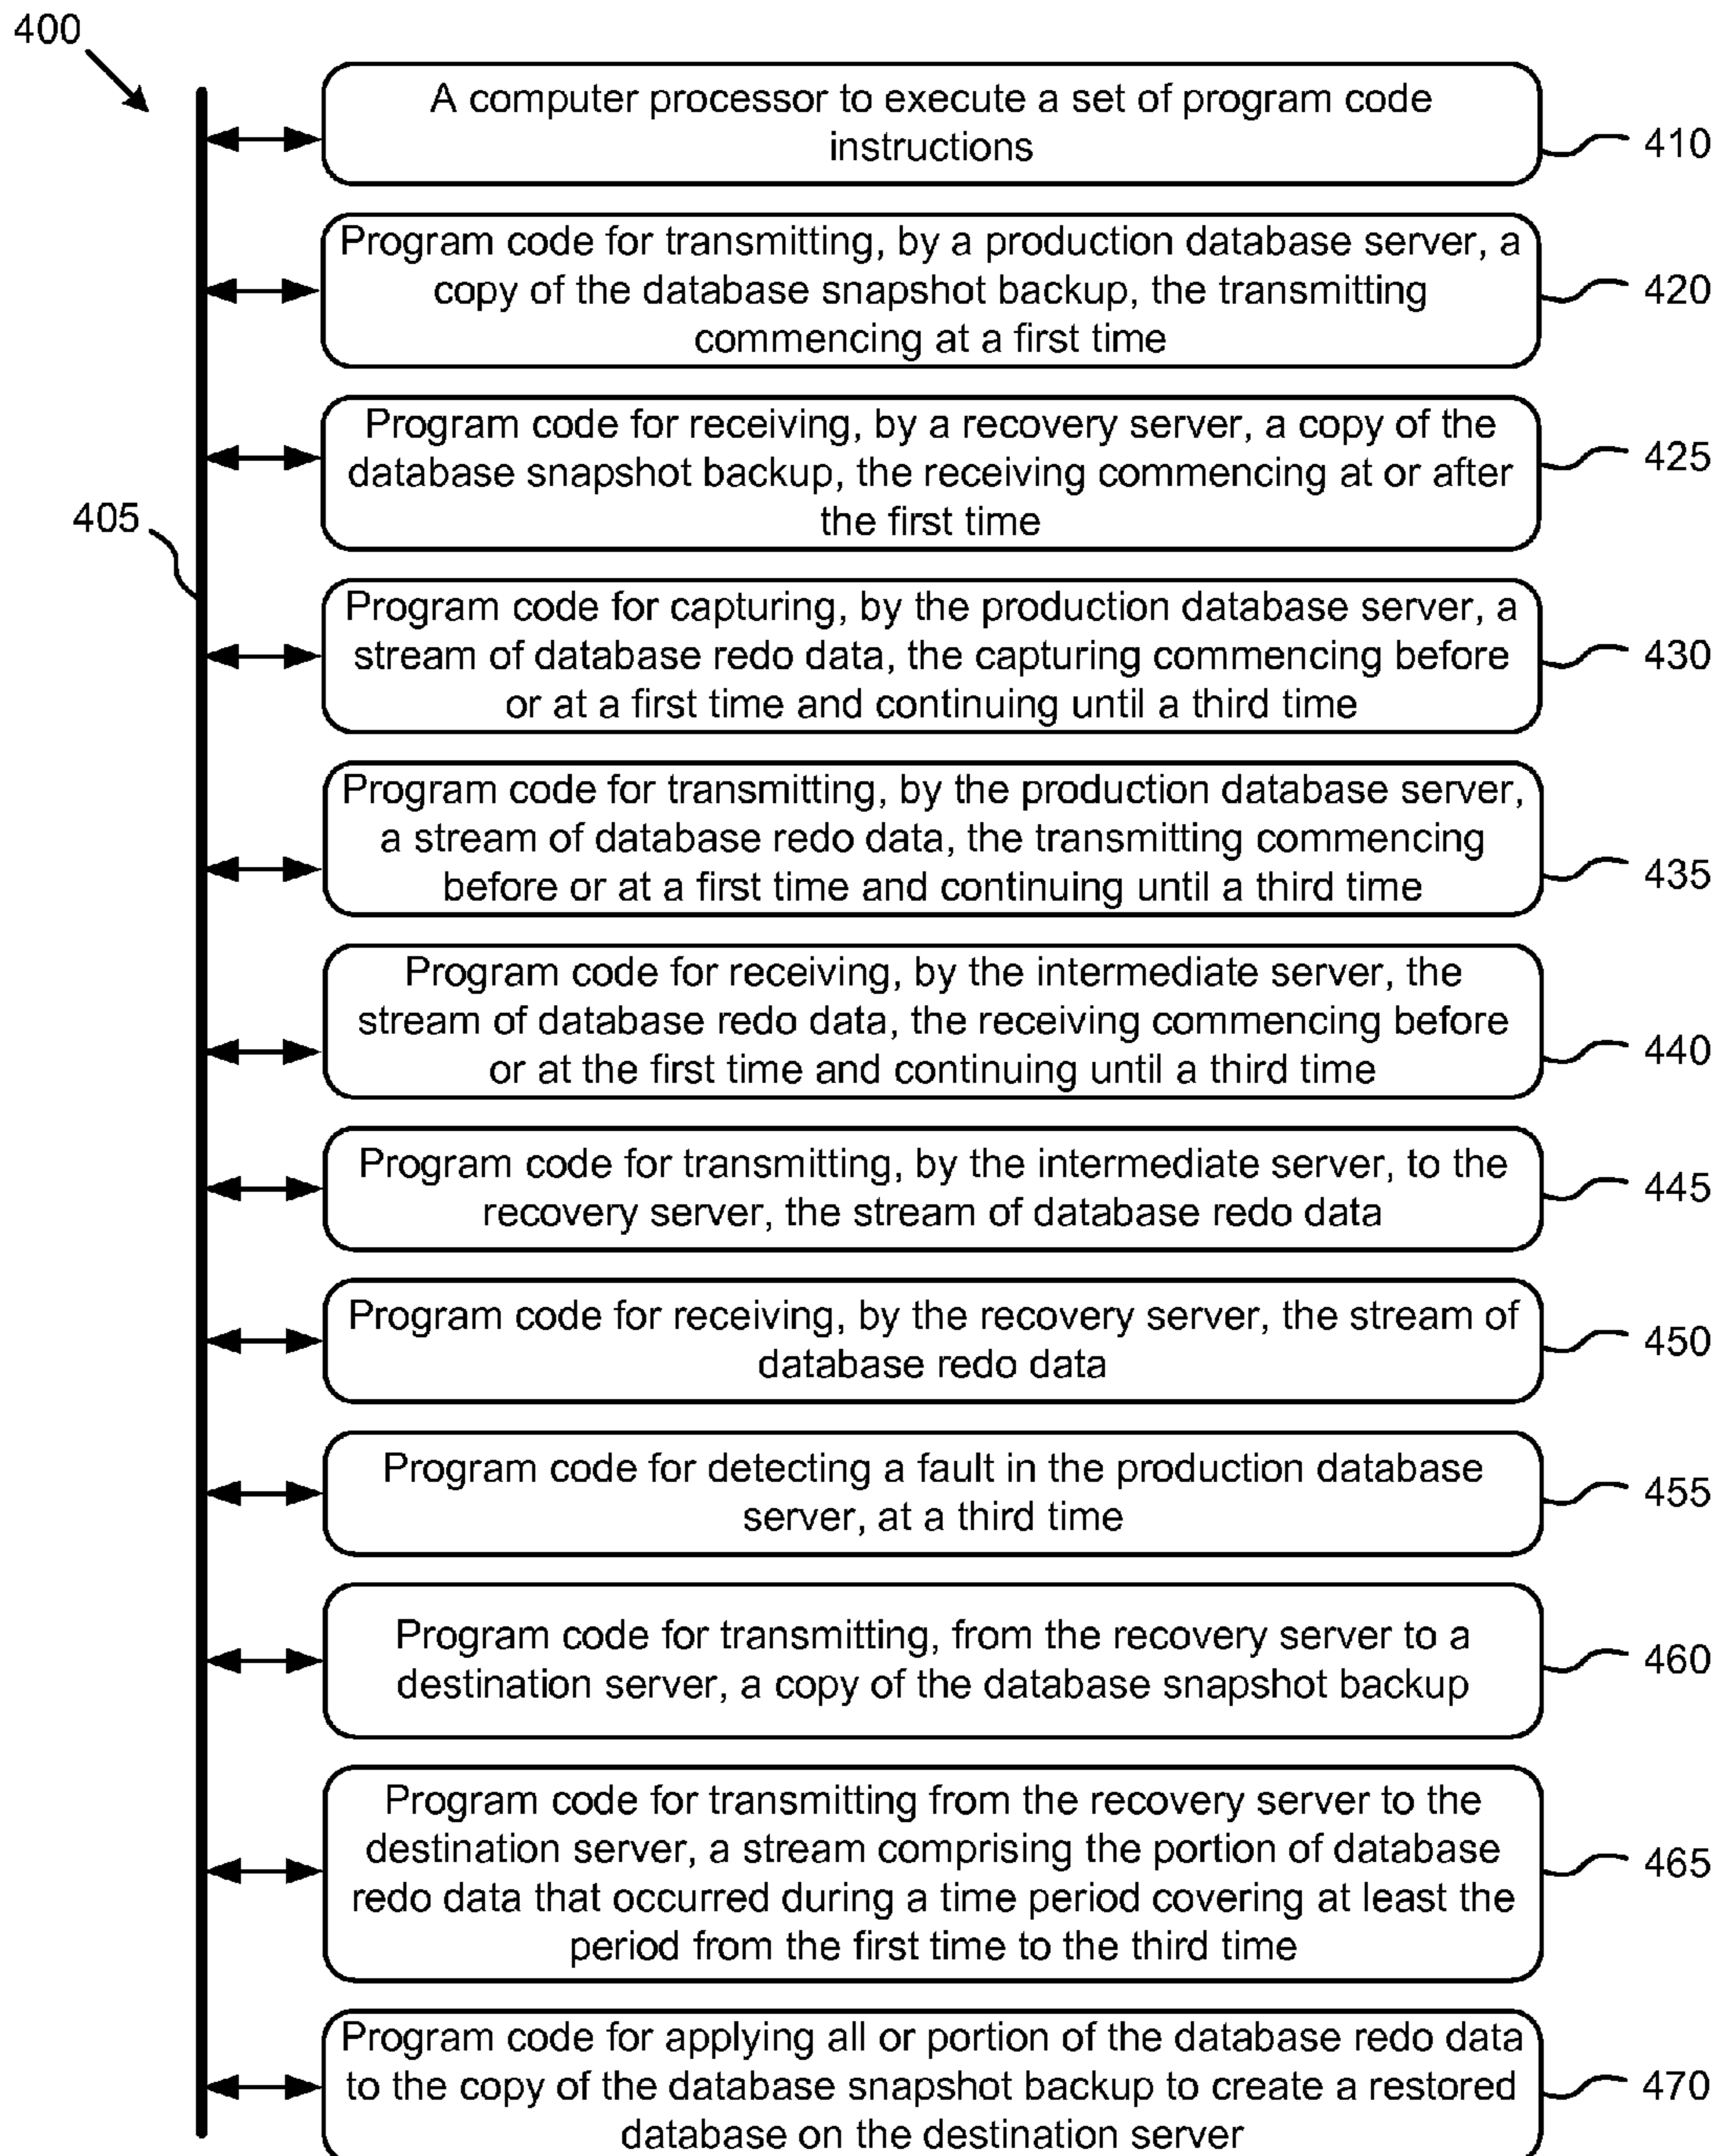 400
A computer processor to execute a set of program code
instructions
410
Program code for transmitting, by a production database server, a
copy of the database snapshot backup, the transmitting
commencing at a first time
420
Program code for receiving, by a recovery server, a copy of the
database snapshot backup, the receiving commencing at or after
the first time
425
405
Program code for capturing, by the production database server, a
stream of database redo data, the capturing commencing before
or at a first time and continuing until a third time
430
Program code for transmitting, by the production database server,
a stream of database redo data, the transmitting commencing
before or at a first time and continuing until a third time
435
Program code for receiving, by the intermediate server, the
stream of database redo data, the receiving commencing before
or at the first time and continuing until a third time
440
Program code for transmitting, by the intermediate server, to the
recovery server, the stream of database redo data
445
Program code for receiving, by the recovery server, the stream of
database redo data
450
Program code for detecting a fault in the production database
server, at a third time
455
Program code for transmitting, from the recovery server to a
destination server, a copy of the database snapshot backup
460
Program code for transmitting from the recovery server to the
destination server, a stream comprising the portion of database
redo data that occurred during a time period covering at least the
period from the first time to the third time
465
Program code for applying all or portion of the database redo data
to the copy of the database snapshot backup to create a restored
database on the destination server
470